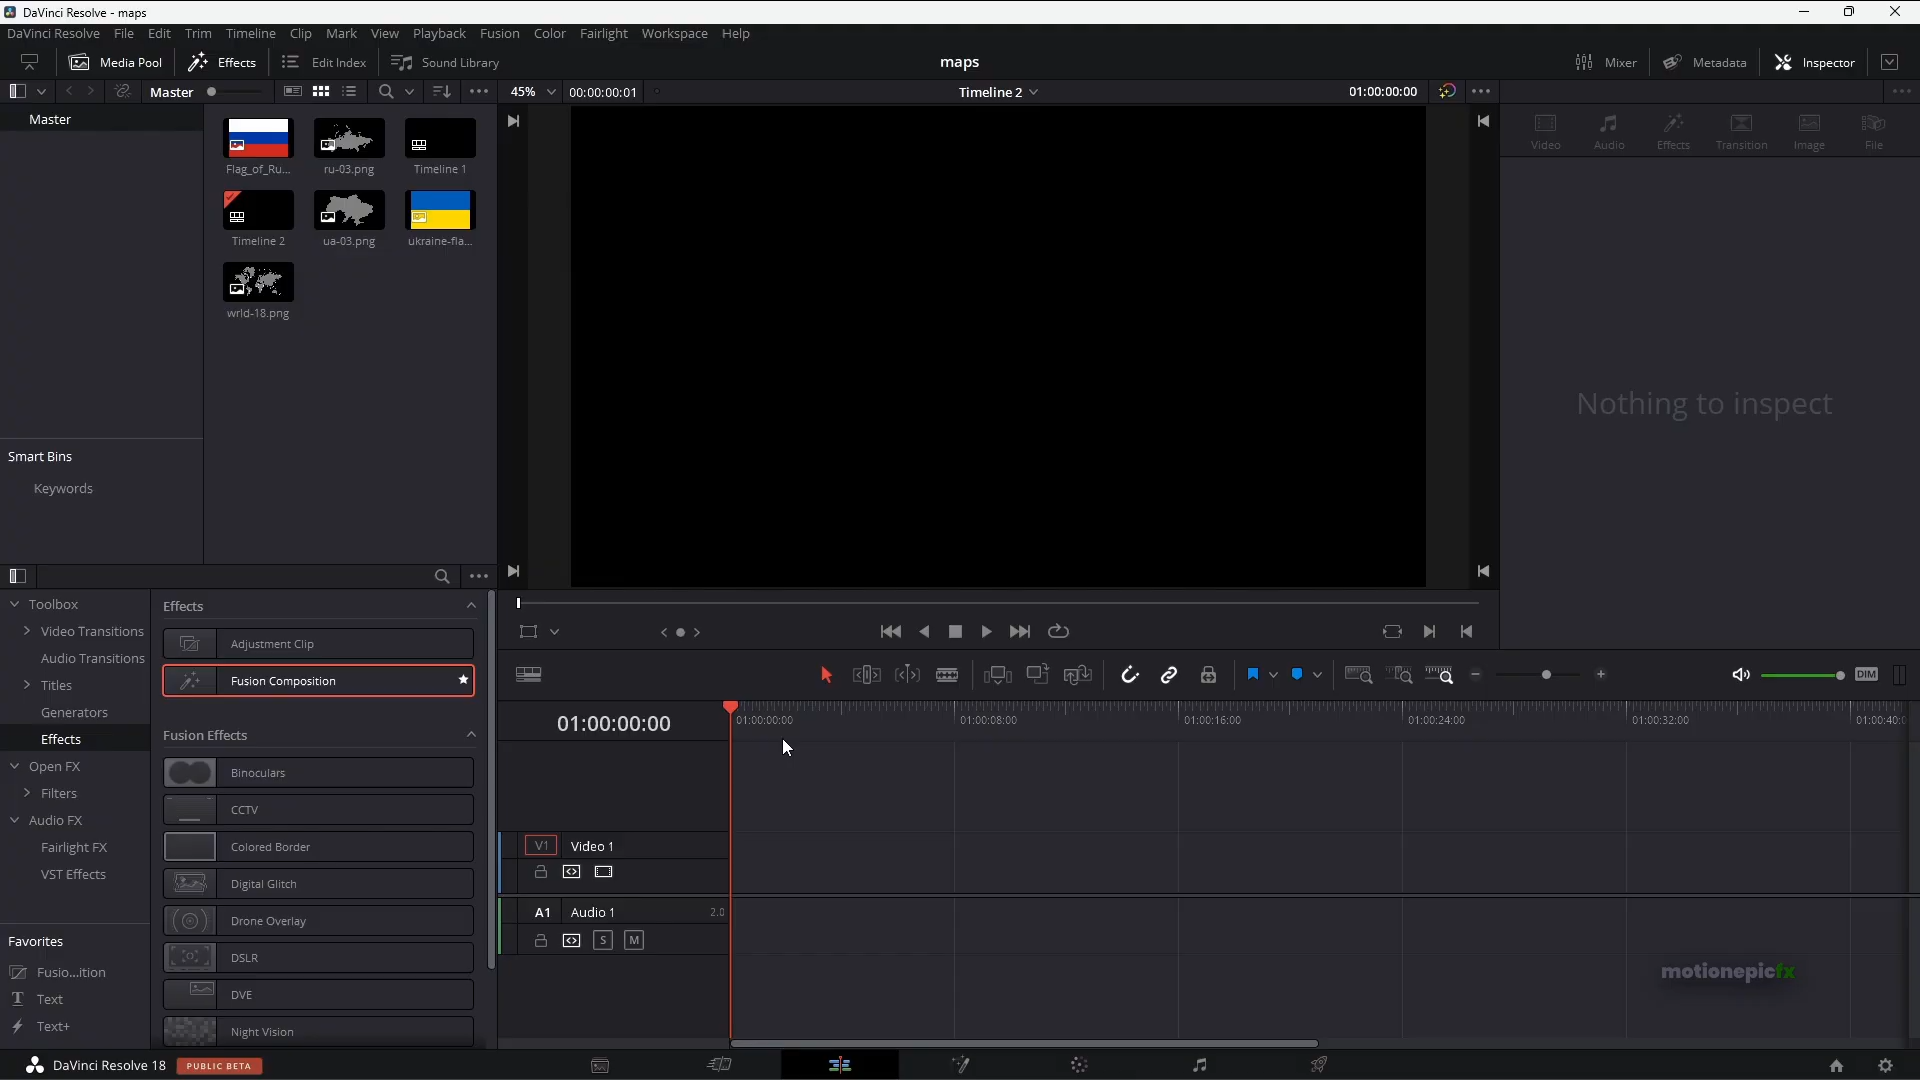 DaVinci Resolve - maps
DaVinci Resolve File Edit Trim Timeline Clip Mark View Playback Fusion Color Fairlight Workspace Help
Media Pool Effects Edit Index Sound Library maps Mixer Metadata Inspector
Master 45% 00:00:00:01 Timeline 2 01:00:00:00
Master
Flag_of_Ru... ru-03.png Timeline 1
Timeline 2 ua-03.png ukraine-fla...
wrld-18.png
Smart Bins
Keywords
Video Audio Effects Transition Image File
Nothing to inspect
Toolbox
Video Transitions
Audio Transitions
Titles
Generators
Effects
Open FX
Filters
Audio FX
Fairlight FX
VST Effects
Favorites
Fusio...ition
Text
Text+
Effects
Adjustment Clip
Fusion Composition
Fusion Effects
Binoculars
CCTV
Colored Border
Digital Glitch
Drone Overlay
DSLR
DVE
Night Vision
DIM
01:00:00:00 01:00:00:00 01:00:08:00 01:00:16:00 01:00:24:00 01:00:32:00 01:00:40:0
V1 Video 1
A1 Audio 1 2.0
S M
motionepicfx
DaVinci Resolve 18 PUBLIC BETA